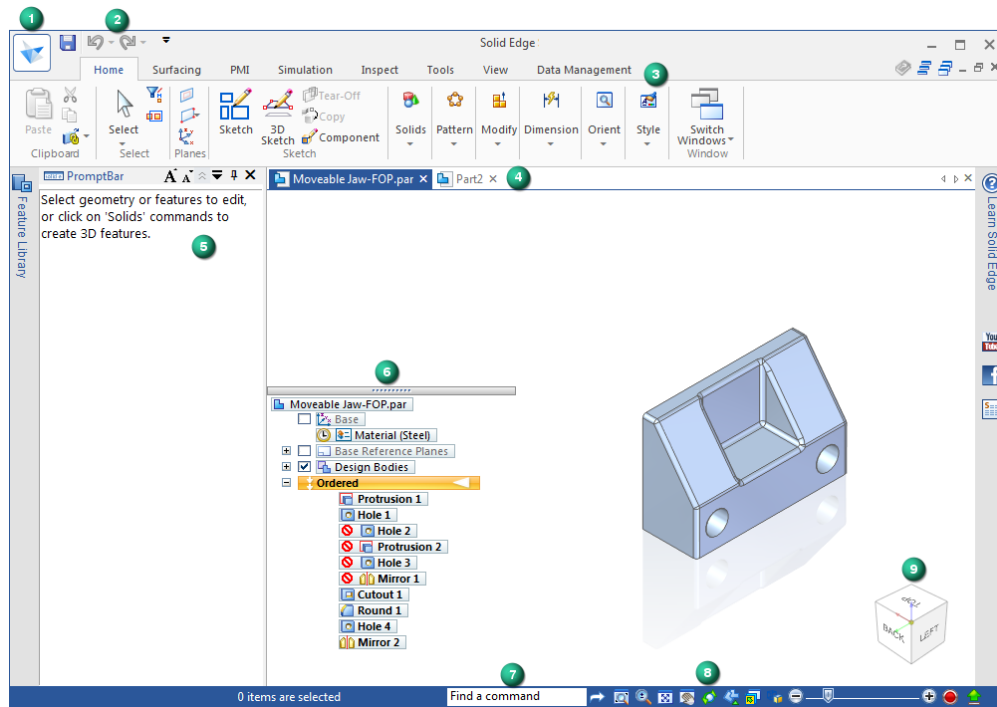 1
2
Solid Edge
Home Surfacing PMI Simulation Inspect Tools View Data Management
3
Paste
Clipboard
Select
Select
Planes
Sketch
3D Sketch
Tear-Off
Copy
Component
Sketch
Solids
Pattern
Modify
Dimension
Orient
Style
Switch Windows
Window
Feature Library
PromptBar
A A
Select geometry or features to edit,
or click on 'Solids' commands to
create 3D features.
5
Moveable Jaw-FOP.par
Part2
4
Learn Solid Edge
You
Tube
f
6
Moveable Jaw-FOP.par
Base
Material (Steel)
Base Reference Planes
Design Bodies
Ordered
Protrusion 1
Hole 1
Hole 2
Protrusion 2
Hole 3
Mirror 1
Cutout 1
Round 1
Hole 4
Mirror 2
9
TOP
BACK
LEFT
7
8
0 items are selected
Find a command